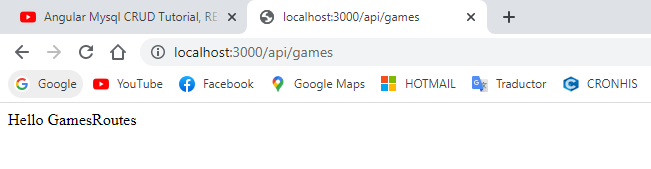 Angular Mysql CRUD Tutorial, RE
localhost:3000/api/games
localhost:3000/api/games
Google YouTube Facebook Google Maps HOTMAIL Traductor CRONHIS
Hello GamesRoutes